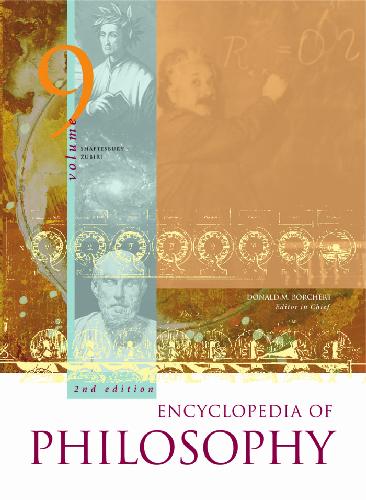 9
volume
SHAFTESBURY –
ZUBIRI
DONALD M. BORCHERT
Editor in Chief
2nd edition
ENCYCLOPEDIA OF
PHILOSOPHY